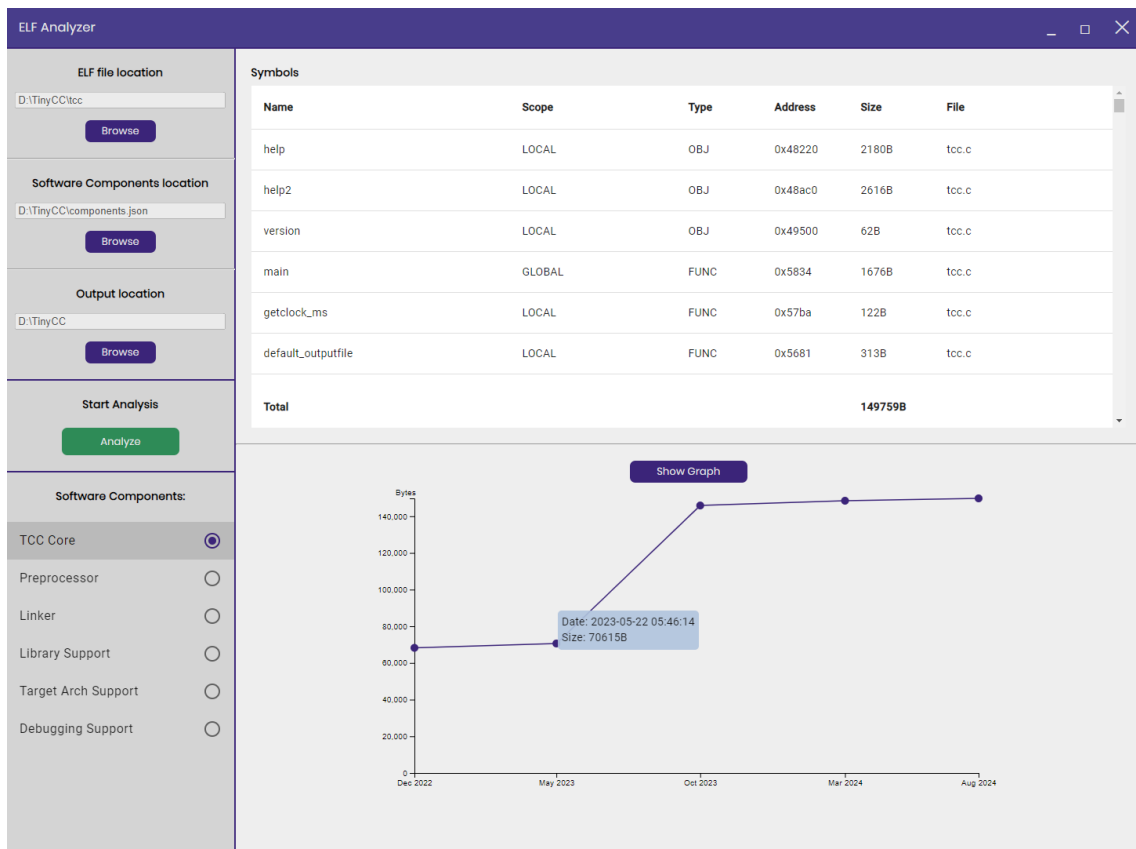 ELF Analyzer
ELF file location
D:\TinyCC\tcc
Browse
Software Components location
D:\TinyCC\components.json
Browse
Output location
D:\TinyCC
Browse
Start Analysis
Analyze
Software Components:
TCC Core
Preprocessor
Linker
Library Support
Target Arch Support
Debugging Support
Symbols
Name Scope Type Address Size File
help LOCAL OBJ 0x48220 2180B tcc.c
help2 LOCAL OBJ 0x48ac0 2616B tcc.c
version LOCAL OBJ 0x49500 62B tcc.c
main GLOBAL FUNC 0x5834 1676B tcc.c
getclock_ms LOCAL FUNC 0x57ba 122B tcc.c
default_outputfile LOCAL FUNC 0x5681 313B tcc.c
Total 149759B
Show Graph
Bytes
140,000
120,000
100,000
80,000
60,000
40,000
20,000
0
Date: 2023-05-22 05:46:14
Size: 70615B
Dec 2022 May 2023 Oct 2023 Mar 2024 Aug 2024